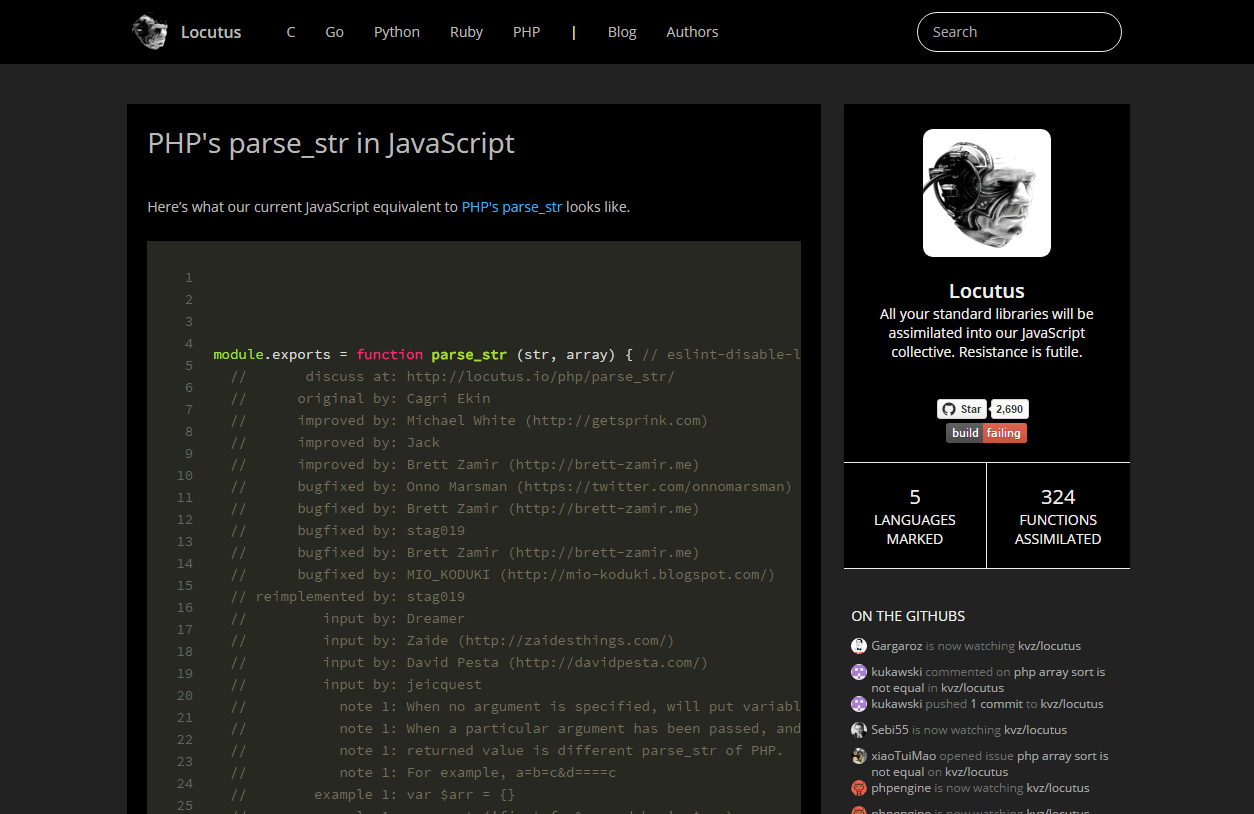 Locutus
C
Go
Python
Ruby
PHP
|
Blog
Authors
Search
PHP's parse_str in JavaScript
Here's what our current JavaScript equivalent to PHP's parse_str looks like.
1
2
3
4
5
6
7
8
9
10
11
12
13
14
15
16
17
18
19
20
21
22
23
24
25
module.exports = function parse_str (str, array) { // eslint-disable-l
//       discuss at: http://locutus.io/php/parse_str/
//      original by: Cagri Ekin
//      improved by: Michael White (http://getsprink.com)
//      improved by: Jack
//      improved by: Brett Zamir (http://brett-zamir.me)
//      bugfixed by: Onno Marsman (https://twitter.com/onnomarsman)
//      bugfixed by: Brett Zamir (http://brett-zamir.me)
//      bugfixed by: stag019
//      bugfixed by: Brett Zamir (http://brett-zamir.me)
//      bugfixed by: MIO_KODUKI (http://mio-koduki.blogspot.com/)
// reimplemented by: stag019
//         input by: Dreamer
//         input by: Zaide (http://zaidesthings.com/)
//         input by: David Pesta (http://davidpesta.com/)
//         input by: jeicquest
//           note 1: When no argument is specified, will put variabl
//           note 1: When a particular argument has been passed, and
//           note 1: returned value is different parse_str of PHP.
//           note 1: For example, a=b=c&d====c
//        example 1: var $arr = {}
Locutus
All your standard libraries will be
assimilated into our JavaScript
collective. Resistance is futile.
Star 2,690
build failing
5
LANGUAGES
MARKED
324
FUNCTIONS
ASSIMILATED
ON THE GITHUBS
Gargaroz is now watching kvz/locutus
kukawski commented on php array sort is
not equal in kvz/locutus
kukawski pushed 1 commit to kvz/locutus
Sebi55 is now watching kvz/locutus
xiaoTuiMao opened issue php array sort is
not equal on kvz/locutus
phpengine is now watching kvz/locutus
phpengine is now watching kvz/locutus